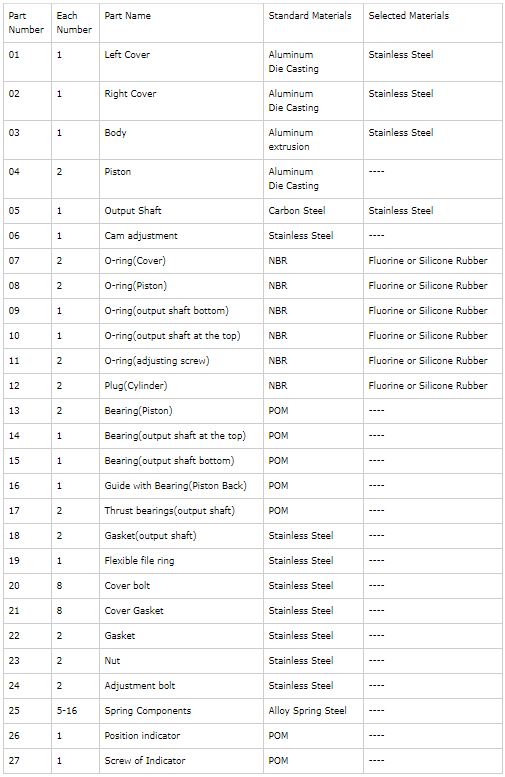 Part Number Each Number Part Name Standard Materials Selected Materials
01 1 Left Cover Aluminum Die Casting Stainless Steel
02 1 Right Cover Aluminum Die Casting Stainless Steel
03 1 Body Aluminum extrusion Stainless Steel
04 2 Piston Aluminum Die Casting ----
05 1 Output Shaft Carbon Steel Stainless Steel
06 1 Cam adjustment Stainless Steel ----
07 2 O-ring(Cover) NBR Fluorine or Silicone Rubber
08 2 O-ring(Piston) NBR Fluorine or Silicone Rubber
09 1 O-ring(output shaft bottom) NBR Fluorine or Silicone Rubber
10 1 O-ring(output shaft at the top) NBR Fluorine or Silicone Rubber
11 2 O-ring(adjusting screw) NBR Fluorine or Silicone Rubber
12 2 Plug(Cylinder) NBR Fluorine or Silicone Rubber
13 2 Bearing(Piston) POM ----
14 1 Bearing(output shaft at the top) POM ----
15 1 Bearing(output shaft bottom) POM ----
16 1 Guide with Bearing(Piston Back) POM ----
17 2 Thrust bearings(output shaft) POM ----
18 2 Gasket(output shaft) Stainless Steel ----
19 1 Flexible file ring Stainless Steel ----
20 8 Cover bolt Stainless Steel ----
21 8 Cover Gasket Stainless Steel ----
22 2 Gasket Stainless Steel ----
23 2 Nut Stainless Steel ----
24 2 Adjustment bolt Stainless Steel ----
25 5-16 Spring Components Alloy Spring Steel ----
26 1 Position indicator POM ----
27 1 Screw of Indicator POM ----